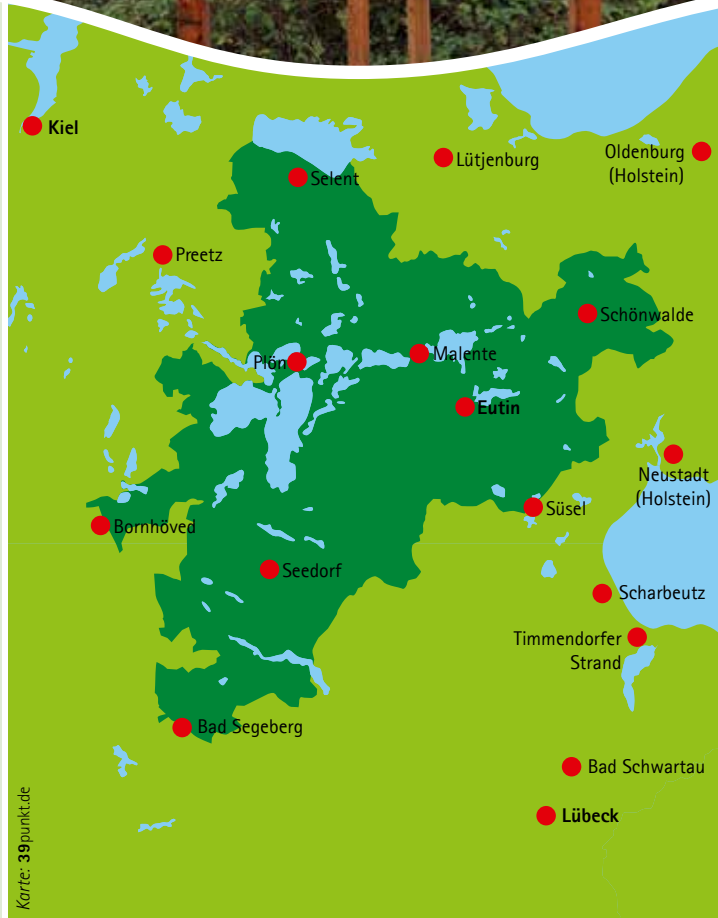 Kiel
Lütjenburg
Oldenburg
(Holstein)
Selent
Preetz
Schönwalde
Malente
Plön
Eutin
Neustadt
(Holstein)
Süsel
Bornhöved
Seedorf
Scharbeutz
Timmendorfer
Strand
Bad Segeberg
Bad Schwartau
Lübeck
Karte: 39punkt.de